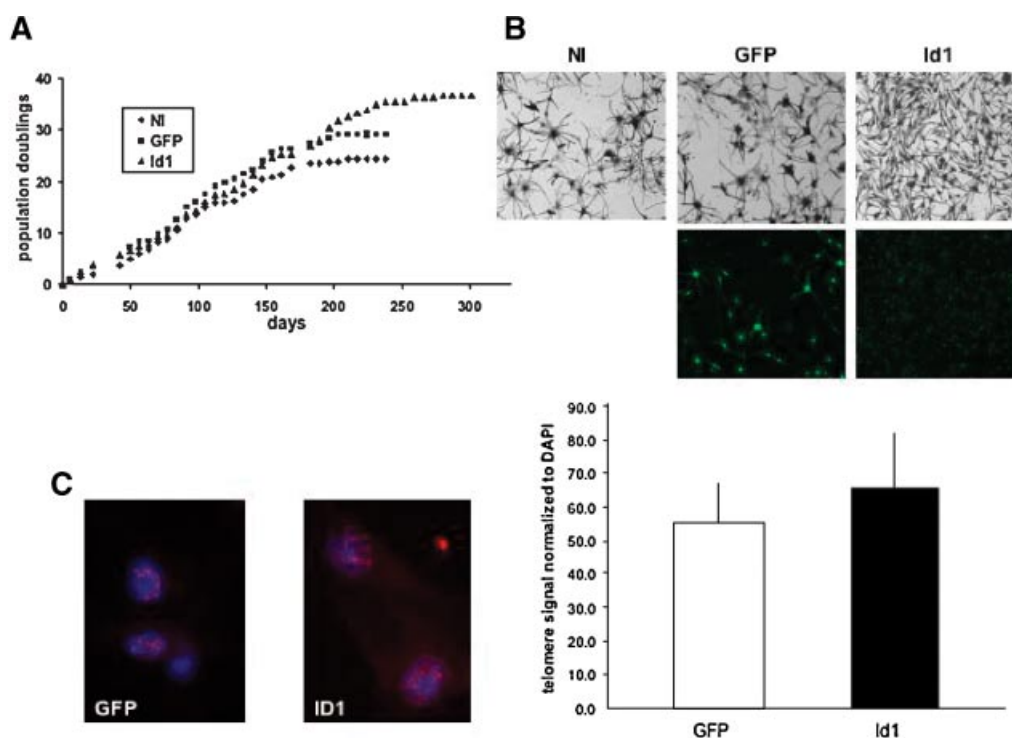 A
40
30
20
10
0
population doublings
NI
GFP
Id1
0 50 100 150 200 250 300
days
B
NI GFP Id1
C
GFP
ID1
90.0
80.0
70.0
60.0
50.0
40.0
30.0
20.0
10.0
0.0
telomere signal normalized to DAPI
GFP Id1